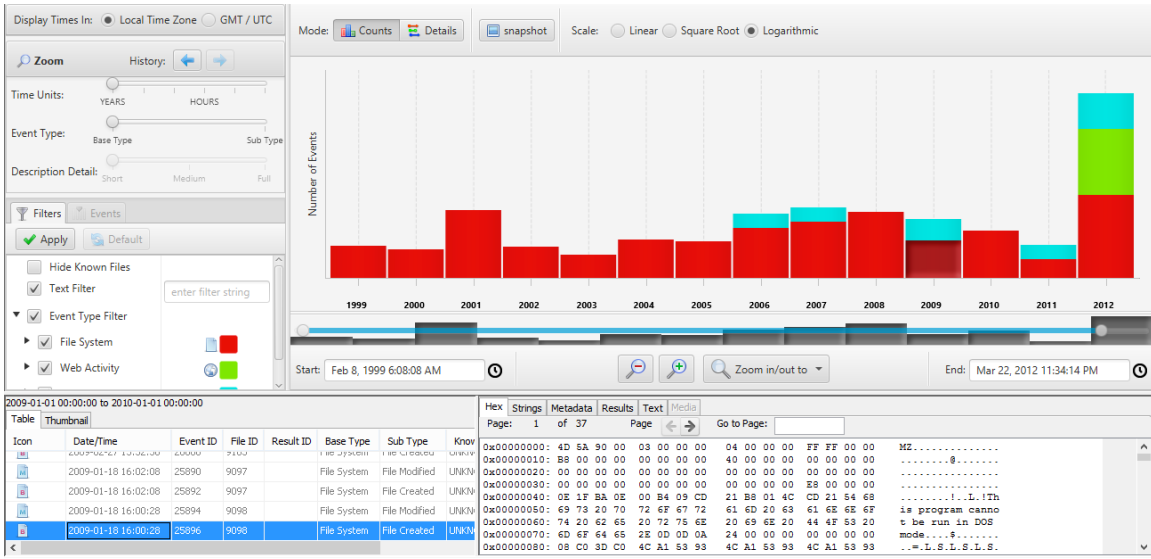 Display Times In: Local Time Zone GMT / UTC
Mode: Counts Details snapshot Scale: Linear Square Root Logarithmic
Zoom History:
Time Units: YEARS HOURS
Event Type: Base Type Sub Type
Description Detail: Short Medium Full
Filters Events
Apply Default
Hide Known Files
Text Filter enter filter string
Event Type Filter
File System
Web Activity
Number of Events
1999 2000 2001 2002 2003 2004 2005 2006 2007 2008 2009 2010 2011 2012
Start: Feb 8, 1999 6:08:08 AM Zoom in/out to End: Mar 22, 2012 11:34:14 PM
2009-01-01 00:00:00 to 2010-01-01 00:00:00
Table Thumbnail
Icon Date/Time Event ID File ID Result ID Base Type Sub Type Know
2009-01-18 16:02:08 25890 9097 File System File Modified UNKN
2009-01-18 16:02:08 25892 9097 File System File Created UNKN
2009-01-18 16:00:28 25894 9098 File System File Modified UNKN
2009-01-18 16:00:28 25896 9098 File System File Created UNKN
Hex Strings Metadata Results Text Media
Page: 1 of 37 Page Go to Page:
0x00000000: 4D 5A 90 00 03 00 00 00 04 00 00 00 FF FF 00 00 MZ..............
0x00000010: B8 00 00 00 00 00 00 00 40 00 00 00 00 00 00 00 ........@.......
0x00000020: 00 00 00 00 00 00 00 00 00 00 00 00 00 00 00 00 ................
0x00000030: 00 00 00 00 00 00 00 00 00 00 00 00 E8 00 00 00 ................
0x00000040: 0E 1F BA 0E 00 B4 09 CD 21 B8 01 4C CD 21 54 68 ........!..L.!Th
0x00000050: 69 73 20 70 72 6F 67 72 61 6D 20 63 61 6E 6E 6F is program canno
0x00000060: 74 20 62 65 20 72 75 6E 20 69 6E 20 44 4F 53 20 t be run in DOS
0x00000070: 6D 6F 64 65 2E 0D 0D 0A 24 00 00 00 00 00 00 00 mode....$.......
0x00000080: 08 C0 3D C0 4C A1 53 93 4C A1 53 93 4C A1 53 93 ..=.L.S.L.S.L.S.